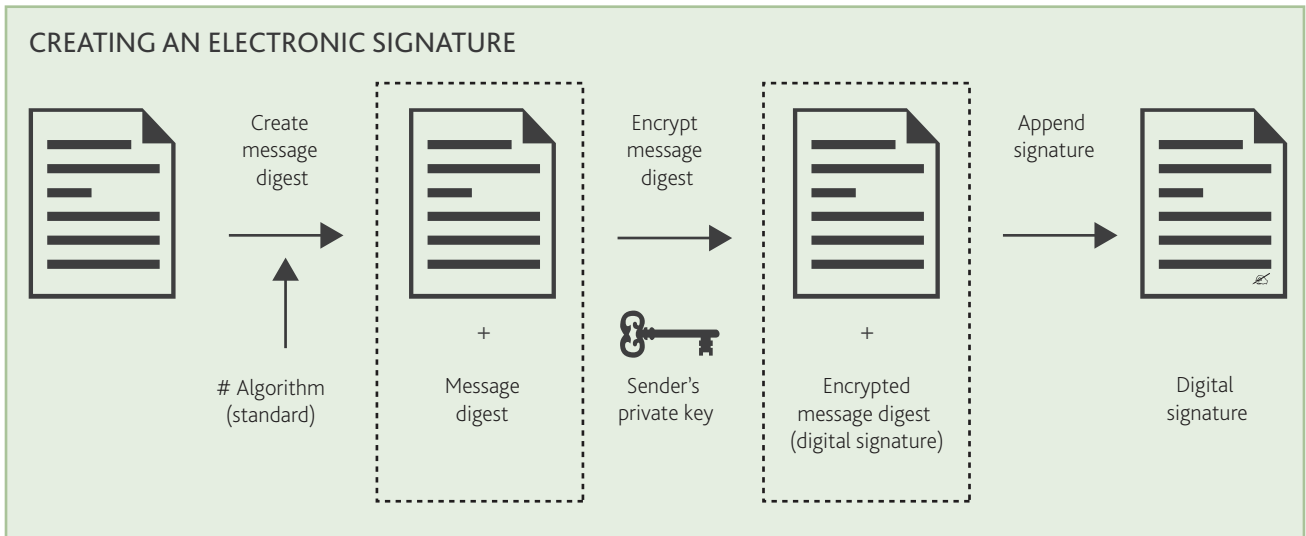 CREATING AN ELECTRONIC SIGNATURE
Create
message
digest
Encrypt
message
digest
Append
signature
+
+
# Algorithm
(standard)
Message
digest
Sender's
private key
Encrypted
message digest
(digital signature)
Digital
signature